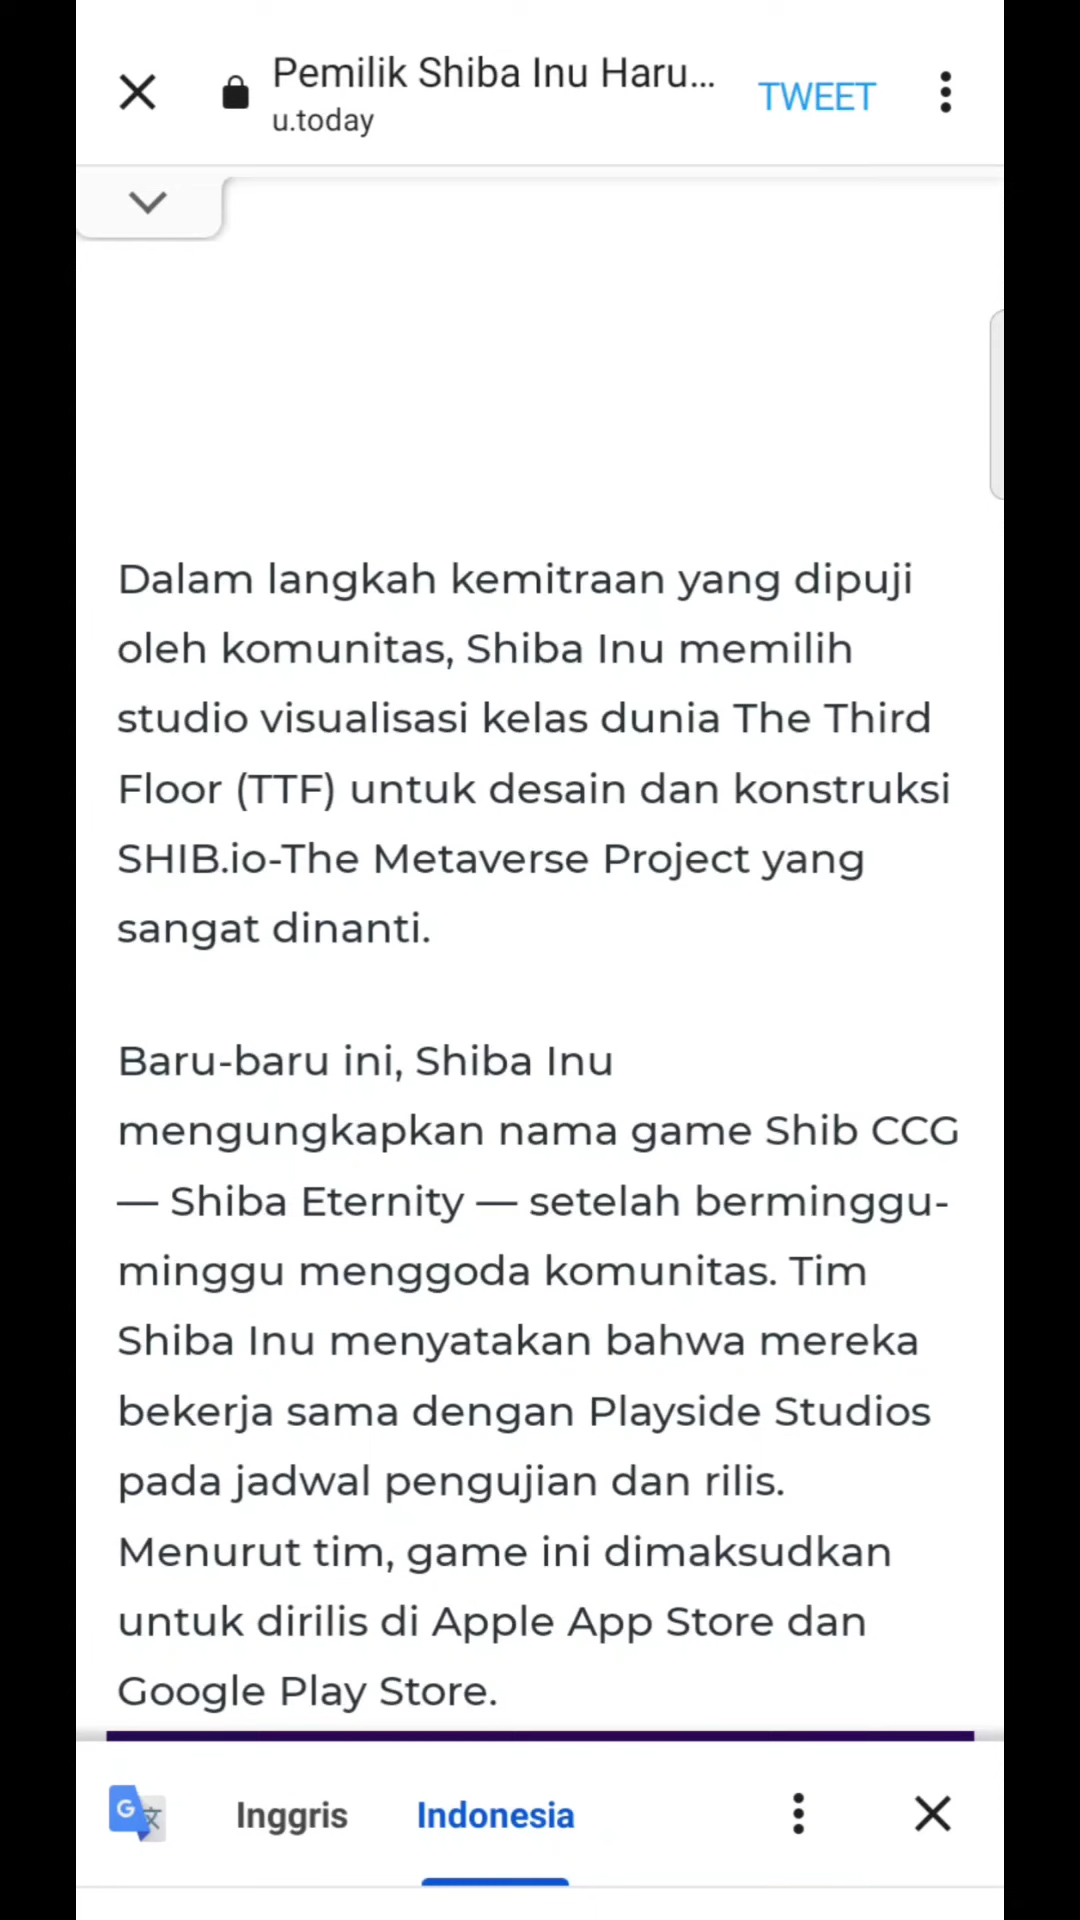 Pemilik Shiba Inu Haru...
u.today
TWEET
Dalam langkah kemitraan yang dipuji
oleh komunitas, Shiba Inu memilih
studio visualisasi kelas dunia The Third
Floor (TTF) untuk desain dan konstruksi
SHIB.io-The Metaverse Project yang
sangat dinanti.
Baru-baru ini, Shiba Inu
mengungkapkan nama game Shib CCG
— Shiba Eternity — setelah berminggu-
minggu menggoda komunitas. Tim
Shiba Inu menyatakan bahwa mereka
bekerja sama dengan Playside Studios
pada jadwal pengujian dan rilis.
Menurut tim, game ini dimaksudkan
untuk dirilis di Apple App Store dan
Google Play Store.
G 文
Inggris
Indonesia